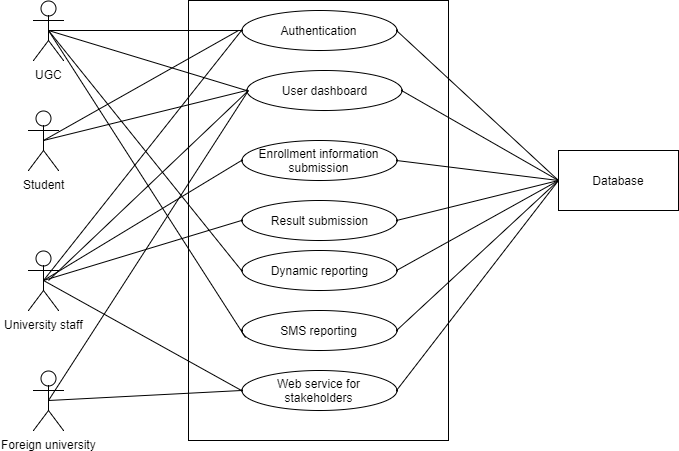 UGC
Student
University staff
Foreign university
Authentication
User dashboard
Enrollment information
submission
Result submission
Dynamic reporting
SMS reporting
Web service for
stakeholders
Database